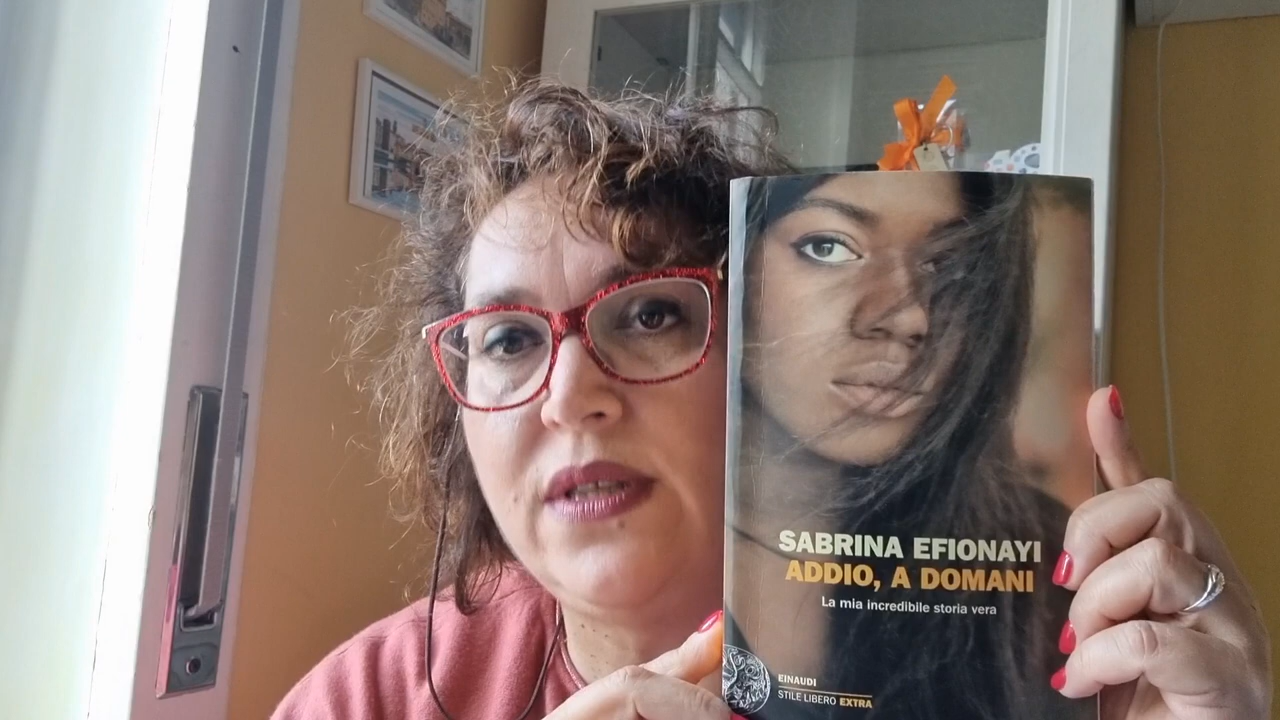 SABRINA EFIONAYI
ADDIO, A DOMANI
La mia incredibile storia vera
EINAUDI
STILE LIBERO EXTRA